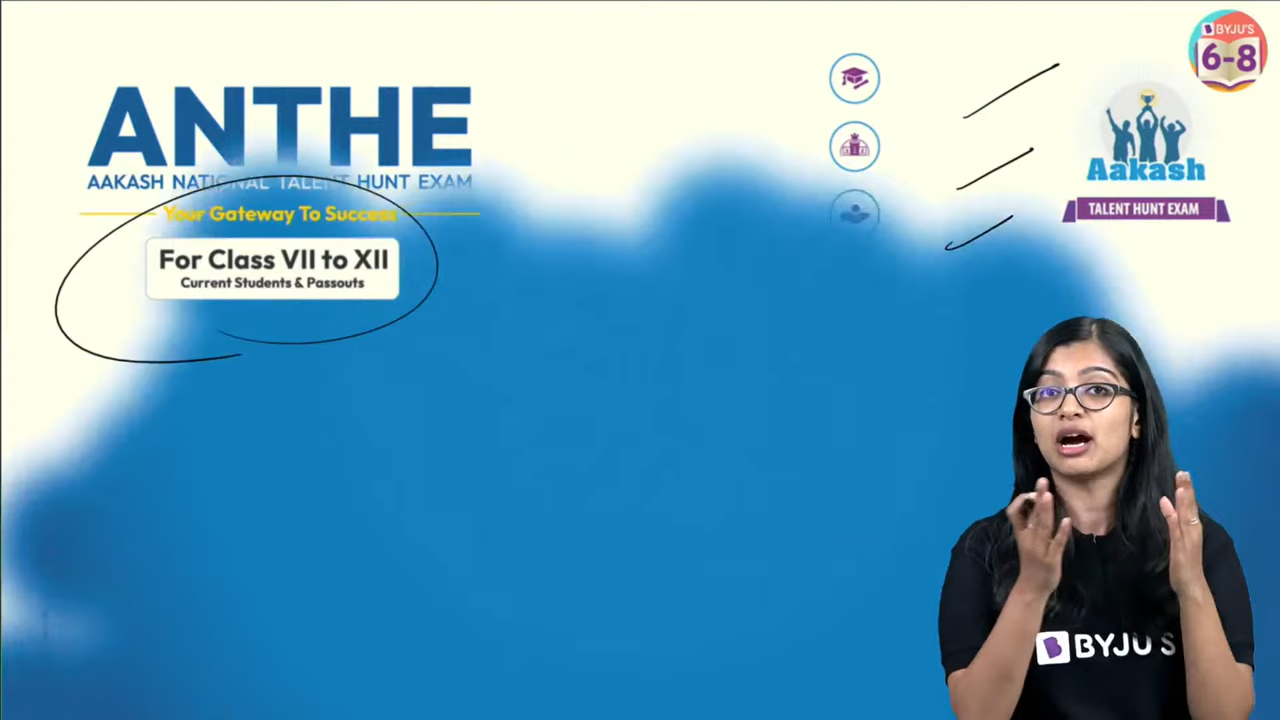 ANTHE
AAKASH NATIONAL TALENT HUNT EXAM
Your Gateway To Success
For Class VII to XII
Current Students & Passouts
BYJU'S
6-8
Aakash
TALENT HUNT EXAM
BYJU'S